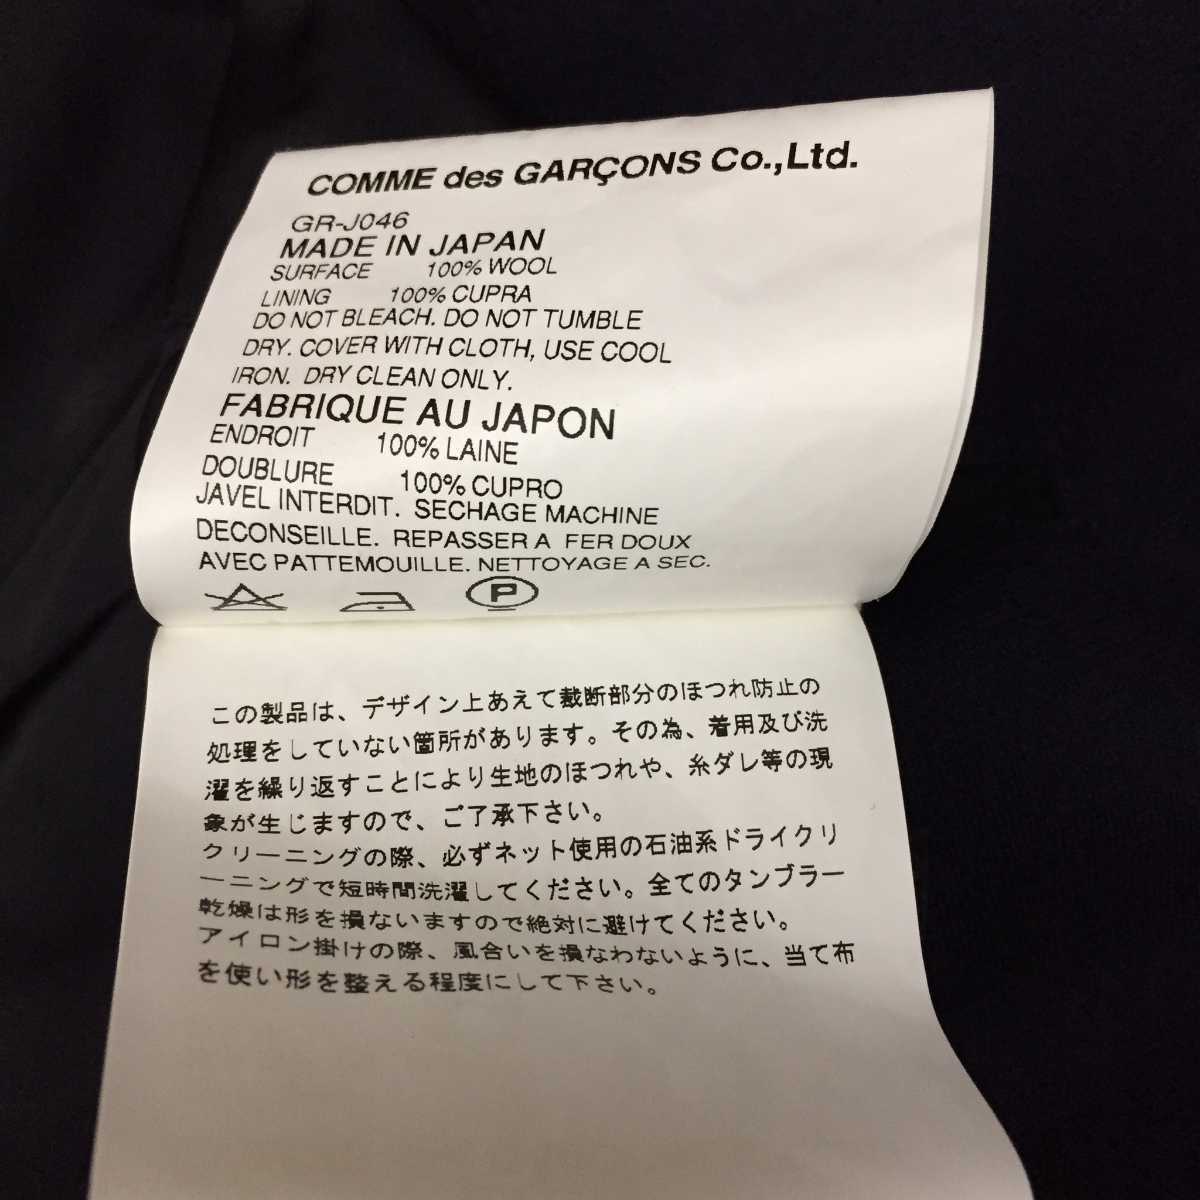 COMME des GARÇONS Co.,Ltd.
GR-J046
MADE IN JAPAN
SURFACE 100% WOOL
LINING 100% CUPRA
DO NOT BLEACH. DO NOT TUMBLE
DRY. COVER WITH CLOTH, USE COOL
IRON. DRY CLEAN ONLY.
FABRIQUE AU JAPON
ENDROIT 100% LAINE
DOUBLURE 100% CUPRO
JAVEL INTERDIT. SECHAGE MACHINE
DECONSEILLE. REPASSER A FER DOUX
AVEC PATTEMOUILLE. NETTOYAGE A SEC.
P
この製品は、デザイン上あえて裁断部分のほつれ防止の
処理をしていない箇所があります。その為、着用及び洗
濯を繰り返すことにより生地のほつれや、糸ダレ等の現
象が生じますので、ご了承下さい。
クリーニングの際、必ずネット使用の石油系ドライクリ
ーニングで短時間洗濯してください。全てのタンブラー
乾燥は形を損ないますので絶対に避けてください。
アイロン掛けの際、風合いを損なわないように、当て布
を使い形を整える程度にして下さい。